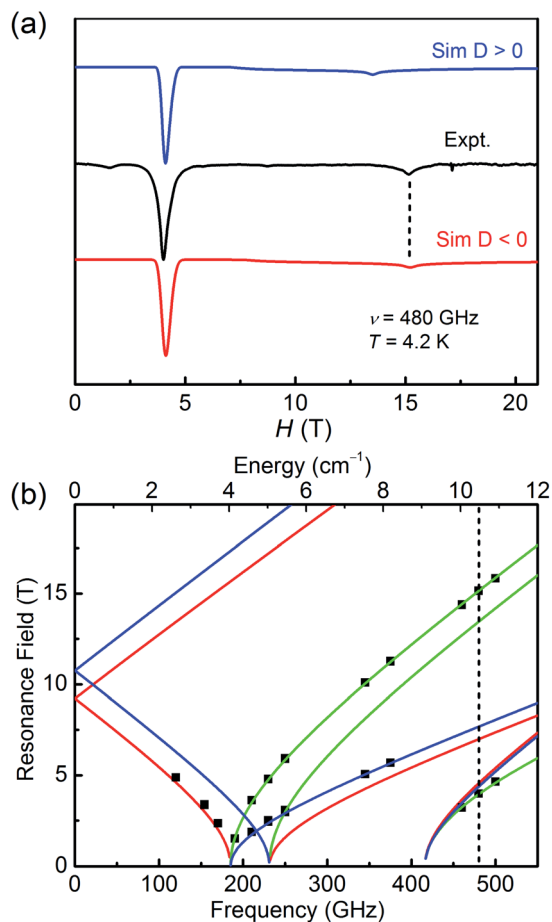 (a)
Sim D > 0
Expt.
Sim D < 0
ν = 480 GHz
T = 4.2 K
0 5 10 15 20
H (T)
Energy (cm⁻¹)
(b)
0 2 4 6 8 10 12
15
10
5
0
Resonance Field (T)
0 100 200 300 400 500
Frequency (GHz)